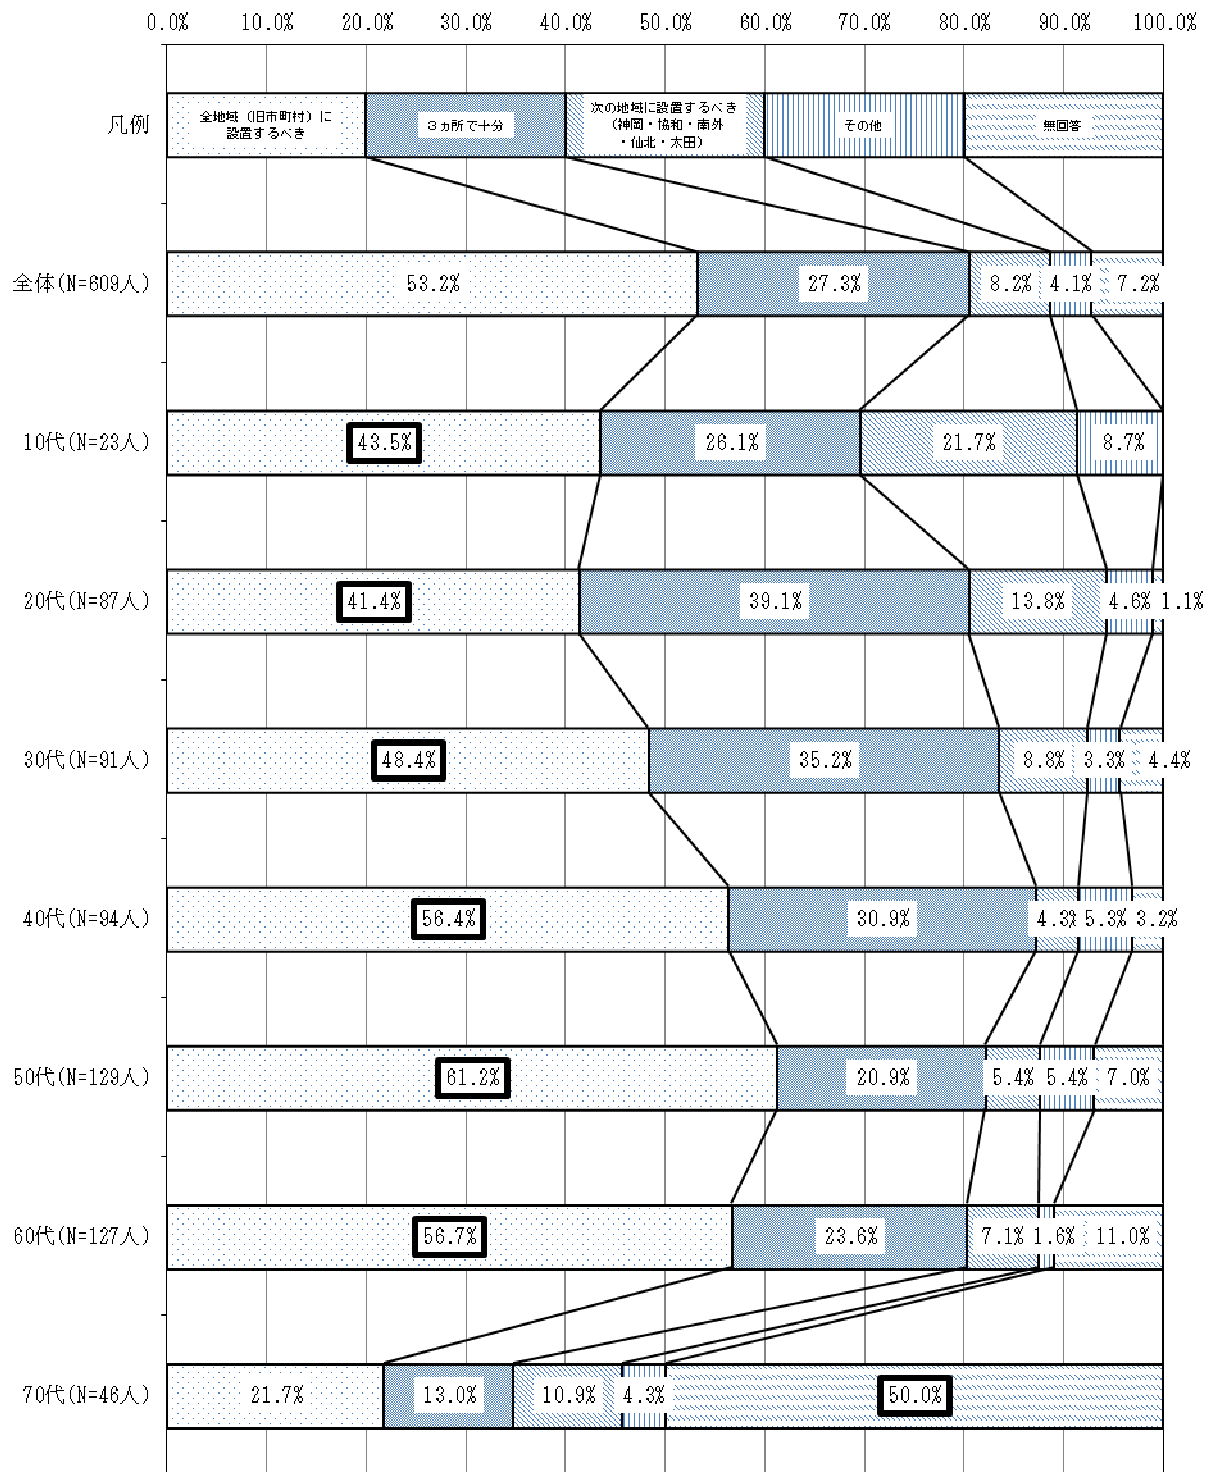 0.0% 10.0% 20.0% 30.0% 40.0% 50.0% 60.0% 70.0% 80.0% 90.0% 100.0%
凡例
全地域（旧市町村）に
設置するべき
３カ所で十分
次の地域に設置するべき
（神岡・協和・南外
・仙北・太田）
その他
無回答
全体(N=609人) 53.2% 27.3% 8.2% 4.1% 7.2%
10代(N=23人) 43.5% 26.1% 21.7% 8.7%
20代(N=87人) 41.4% 39.1% 13.8% 4.6% 1.1%
30代(N=91人) 48.4% 35.2% 8.8% 3.3% 4.4%
40代(N=94人) 56.4% 30.9% 4.3% 5.3% 3.2%
50代(N=129人) 61.2% 20.9% 5.4% 5.4% 7.0%
60代(N=127人) 56.7% 23.6% 7.1% 1.6% 11.0%
70代(N=46人) 21.7% 13.0% 10.9% 4.3% 50.0%